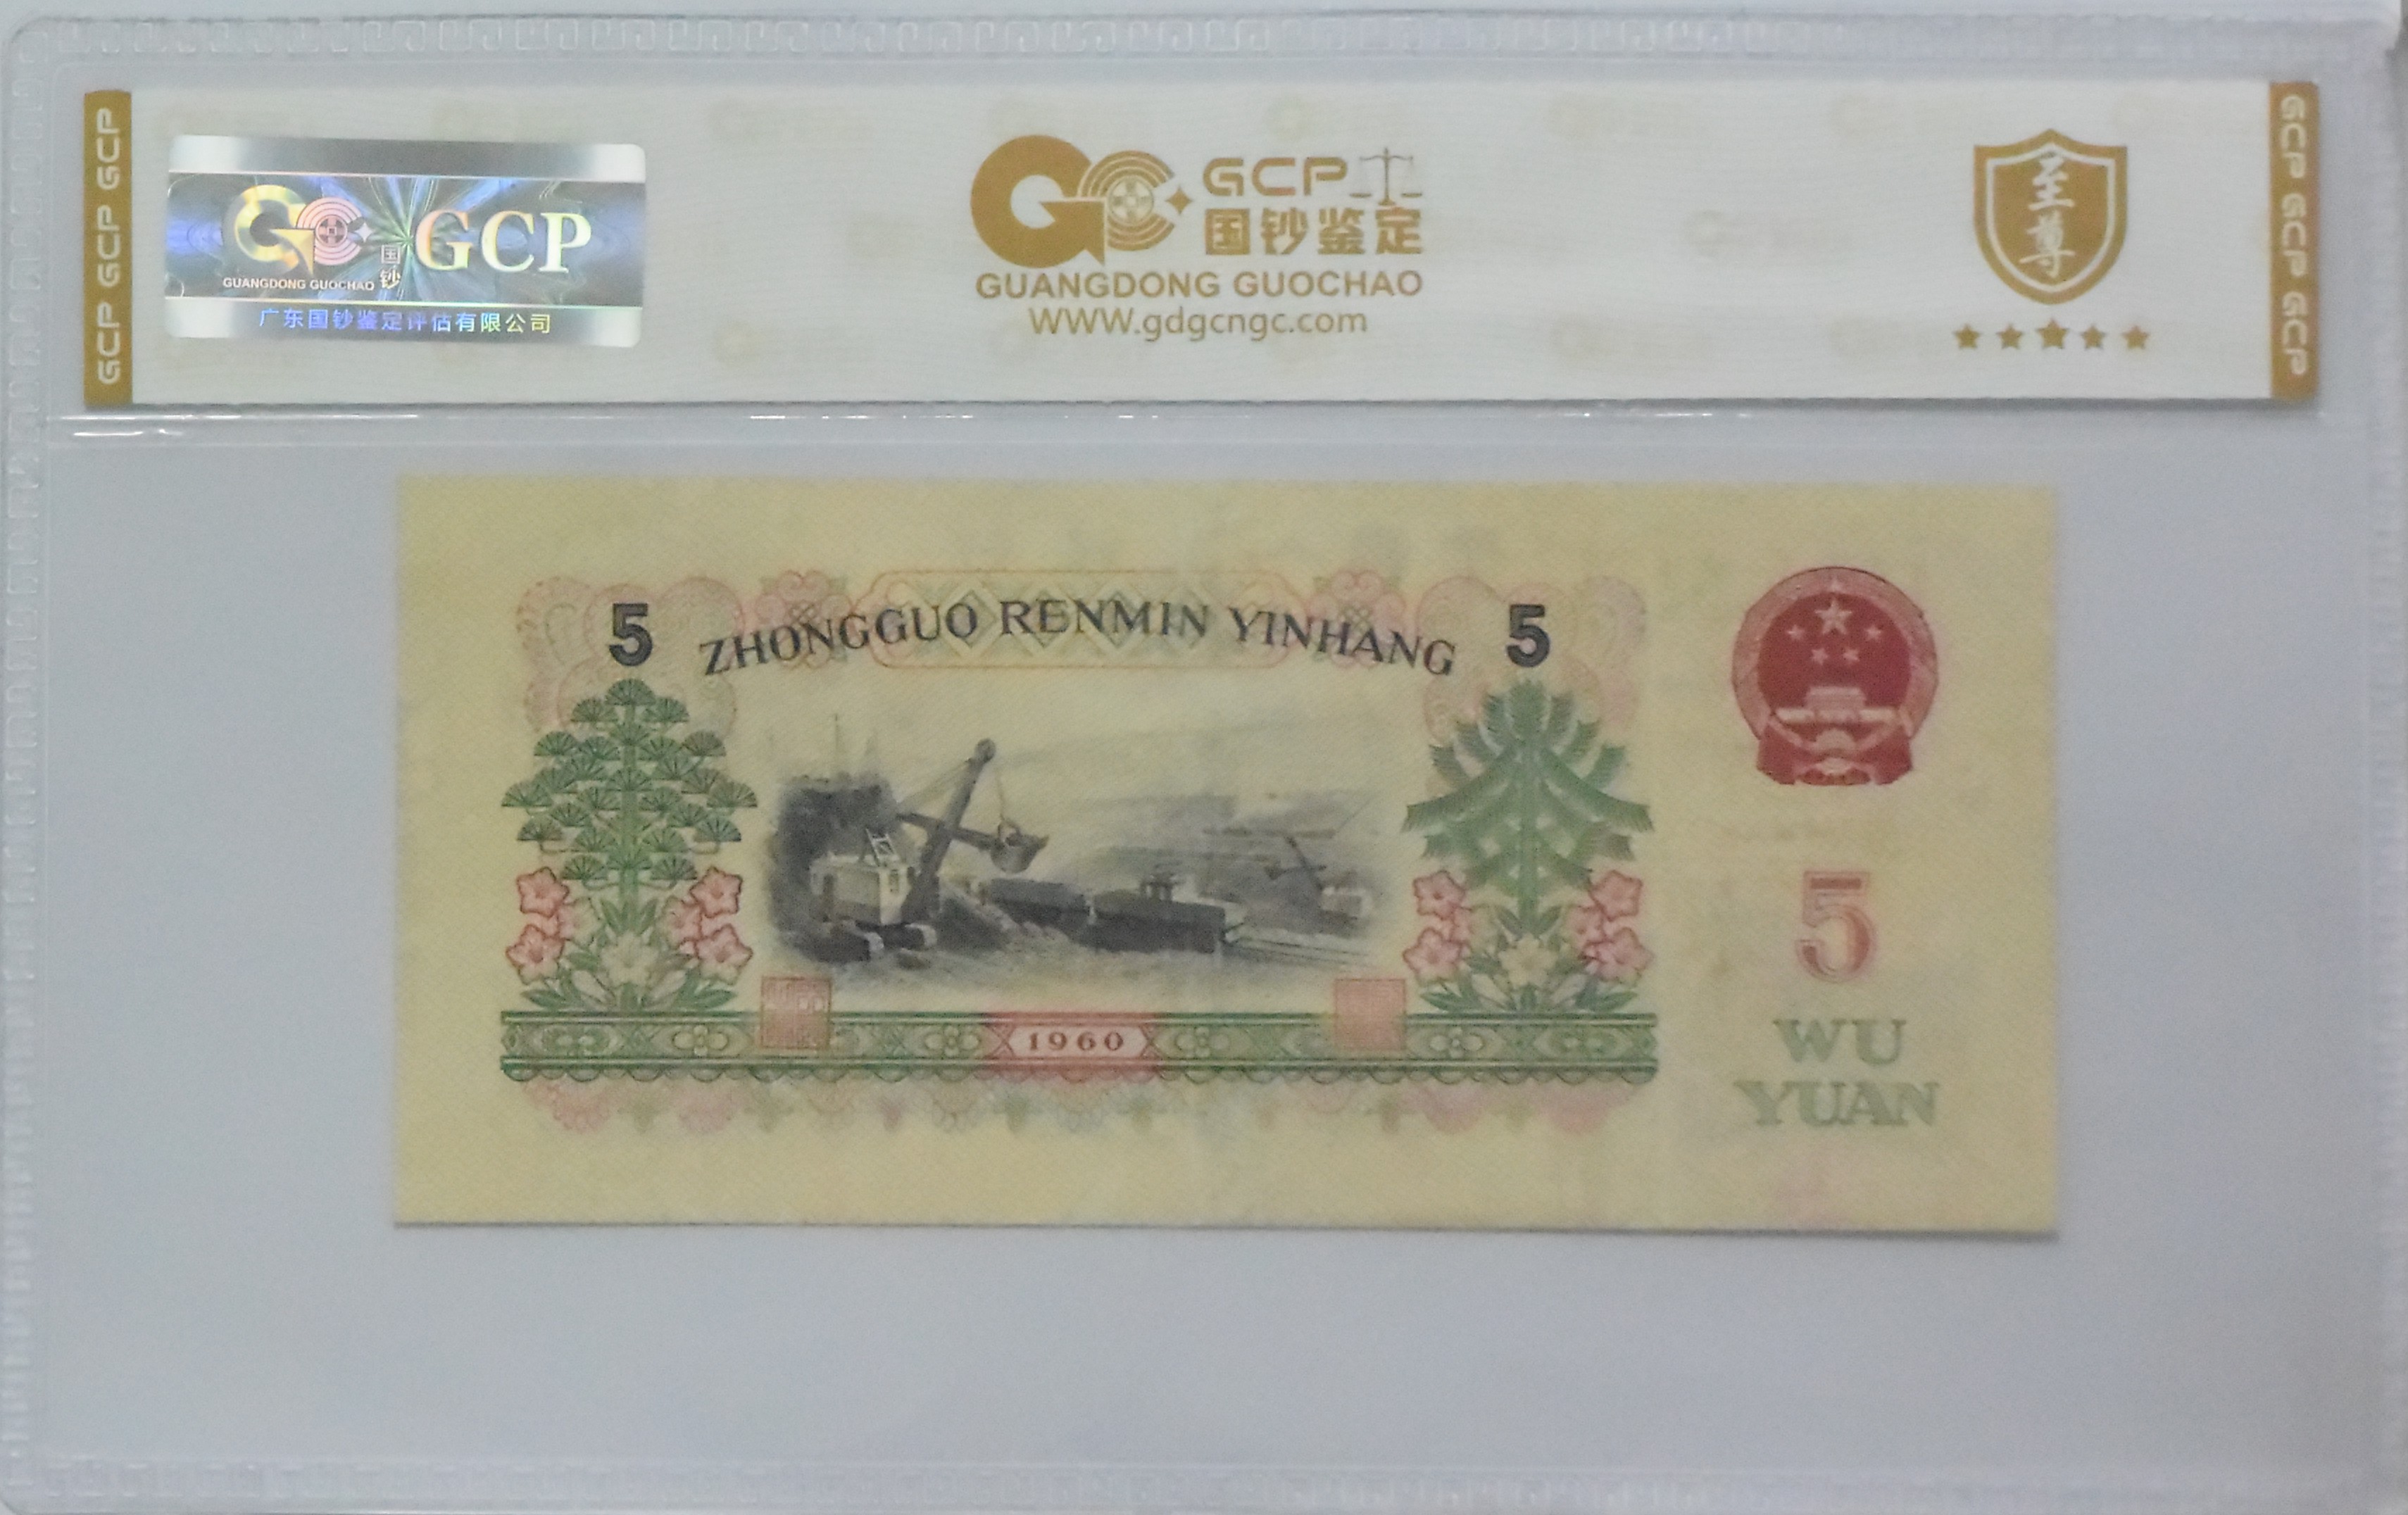 GCP GCP GCP
GCP
国钞
GUANGDONG GUOCHAO
广东国钞鉴定评估有限公司
GCP
国钞鉴定
GUANGDONG GUOCHAO
WWW.gdgcngc.com
至尊
GCP GCP GCP
5 ZHONGGUO RENMIN YINHANG 5
5
WU
YUAN
1960